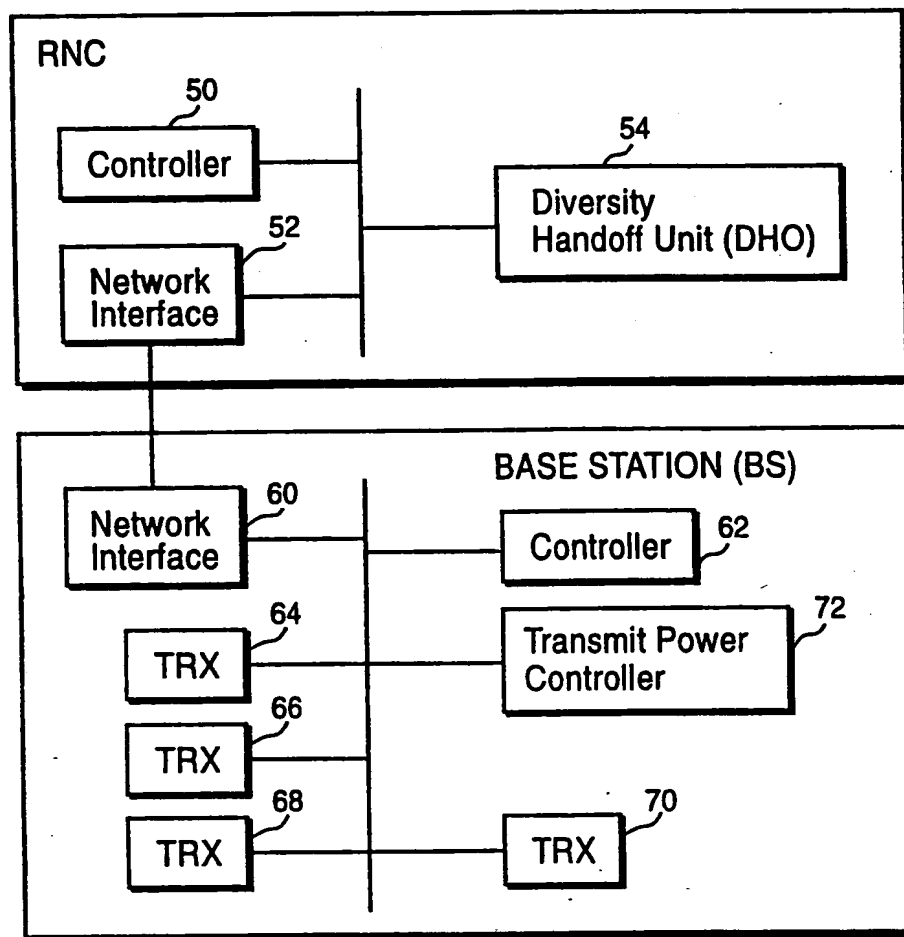 RNC
50
Controller
54
Diversity
Handoff Unit (DHO)
52
Network
Interface
BASE STATION (BS)
60
Network
Interface
Controller
62
64
TRX
Transmit Power
Controller
72
66
TRX
68
TRX
70
TRX